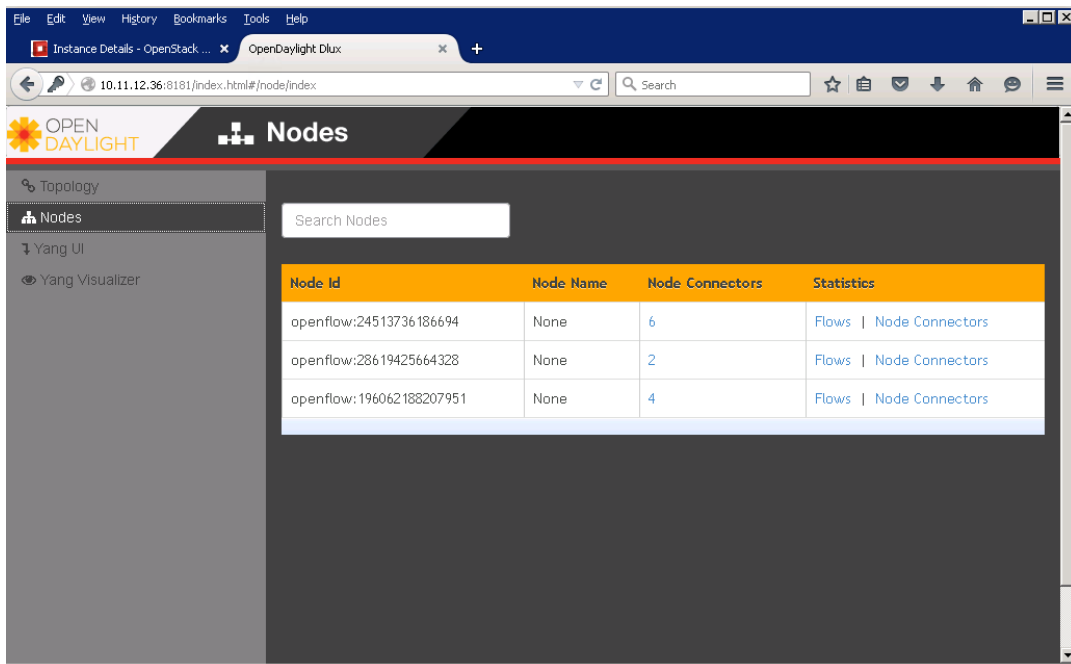 File Edit View History Bookmarks Tools Help
Instance Details - OpenStack ... OpenDaylight Dlux
10.11.12.36:8181/index.html#/node/index Search
OPEN
DAYLIGHT
Nodes
Topology
Nodes
Yang UI
Yang Visualizer
Search Nodes
Node Id Node Name Node Connectors Statistics
openflow:24513736186694 None 6 Flows | Node Connectors
openflow:28619425664328 None 2 Flows | Node Connectors
openflow:196062188207951 None 4 Flows | Node Connectors